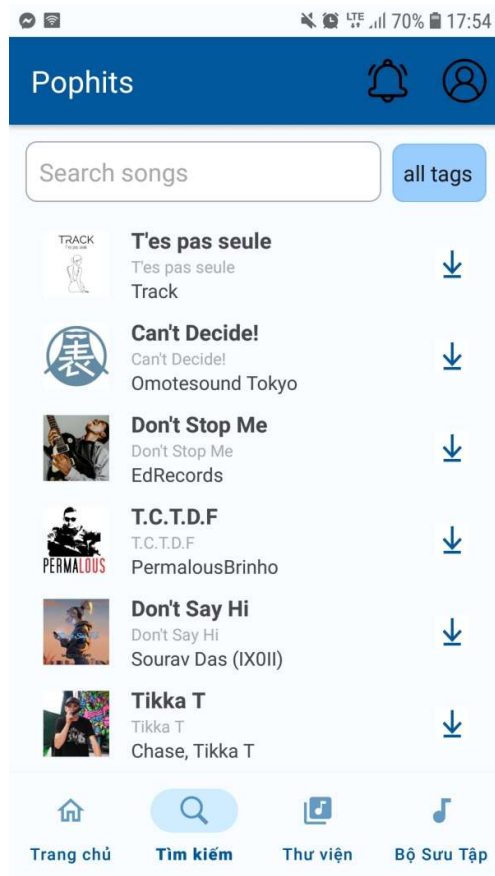 LTE 70% 17:54
Pophits
Search songs
all tags
TRACK
T'es pas seule
T'es pas seule
T'es pas seule
Track
表
Can't Decide!
Can't Decide!
Omotesound Tokyo
Don't Stop Me
Don't Stop Me
EdRecords
PERMALOUS
T.C.T.D.F
T.C.T.D.F
PermalousBrinho
Don't Say Hi
Don't Say Hi
Sourav Das (IX0II)
Tikka T
Tikka T
Chase, Tikka T
Trang chủ
Tìm kiếm
Thư viện
Bộ Sưu Tập